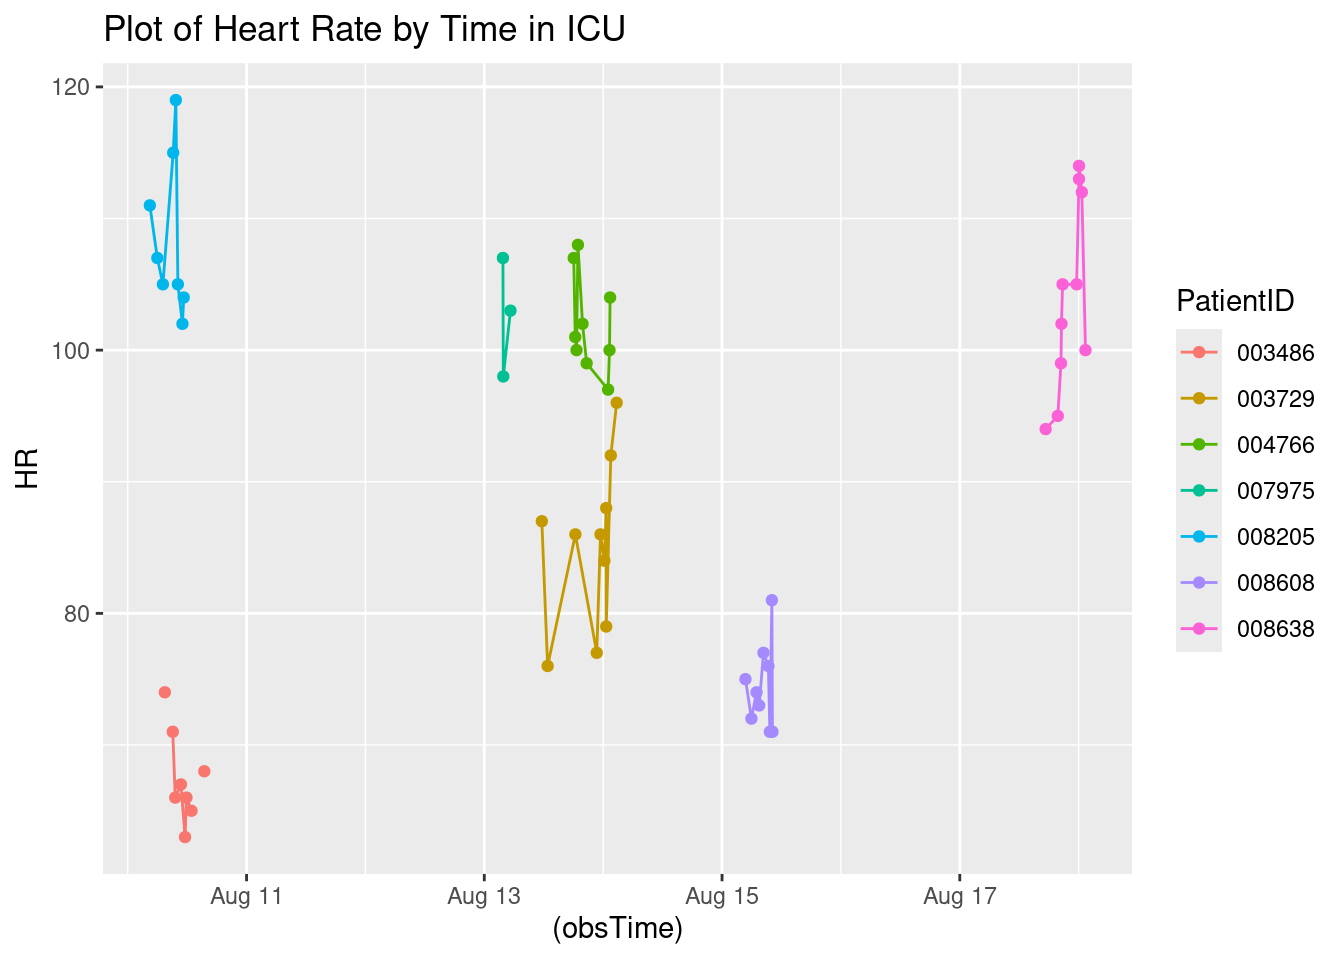 Plot of Heart Rate by Time in ICU
120
100
80
HR
Aug 11
Aug 13
Aug 15
Aug 17
(obsTime)
PatientID
003486
003729
004766
007975
008205
008608
008638